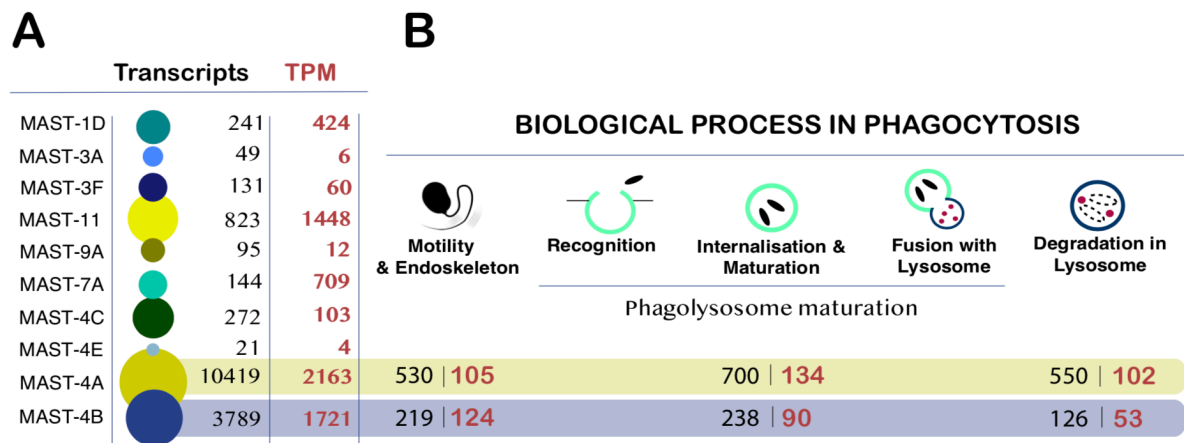 A
B
Transcripts TPM
MAST-1D 241 424
MAST-3A 49 6
MAST-3F 131 60
MAST-11 823 1448
MAST-9A 95 12
MAST-7A 144 709
MAST-4C 272 103
MAST-4E 21 4
MAST-4A 10419 2163 530 | 105 700 | 134 550 | 102
MAST-4B 3789 1721 219 | 124 238 | 90 126 | 53
BIOLOGICAL PROCESS IN PHAGOCYTOSIS
Motility
& Endoskeleton
Recognition
Internalisation &
Maturation
Fusion with
Lysosome
Degradation in
Lysosome
Phagolysosome maturation